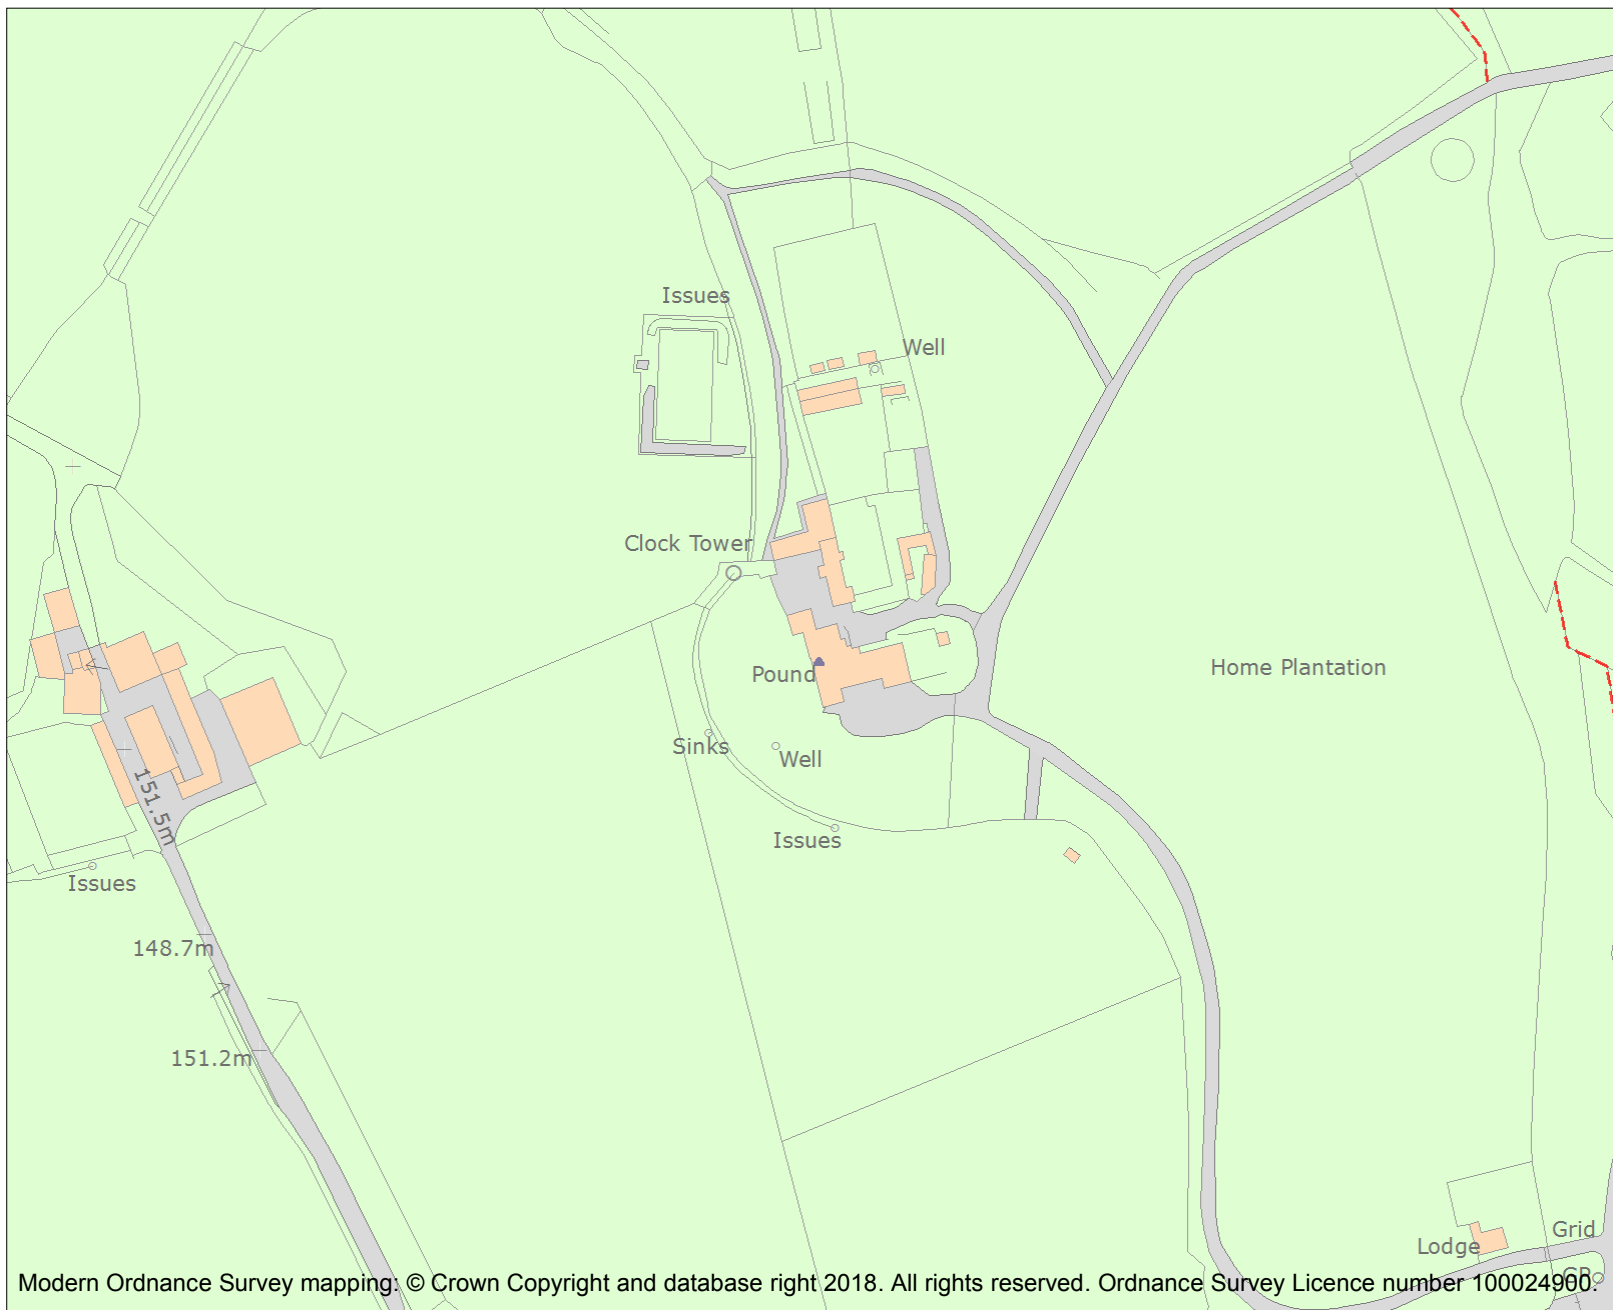 Issues
Well
Clock Tower
Home Plantation
Pound
Sinks
Well
151.5m
Issues
Issues
148.7m
151.2m
Grid
Lodge
GP
Modern Ordnance Survey mapping: © Crown Copyright and database right 2018. All rights reserved. Ordnance Survey Licence number 100024900.